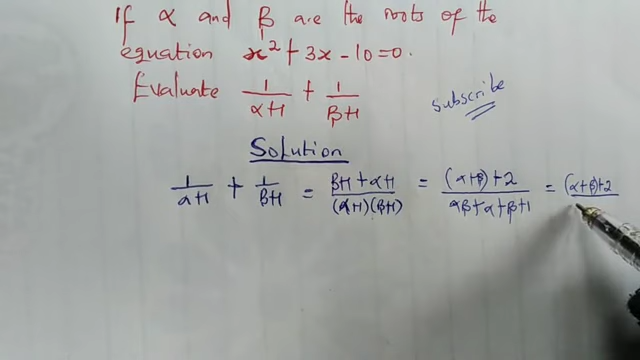 If α and β are the roots of the
equation x² + 3x - 10 = 0.
Evaluate 1/(α+1) + 1/(β+1)
subscribe
Solution
1/(α+1) + 1/(β+1) = (β+1 + α+1)/((α+1)(β+1)) = ((α+β)+2)/(αβ+α+β+1) = (α+β)+2